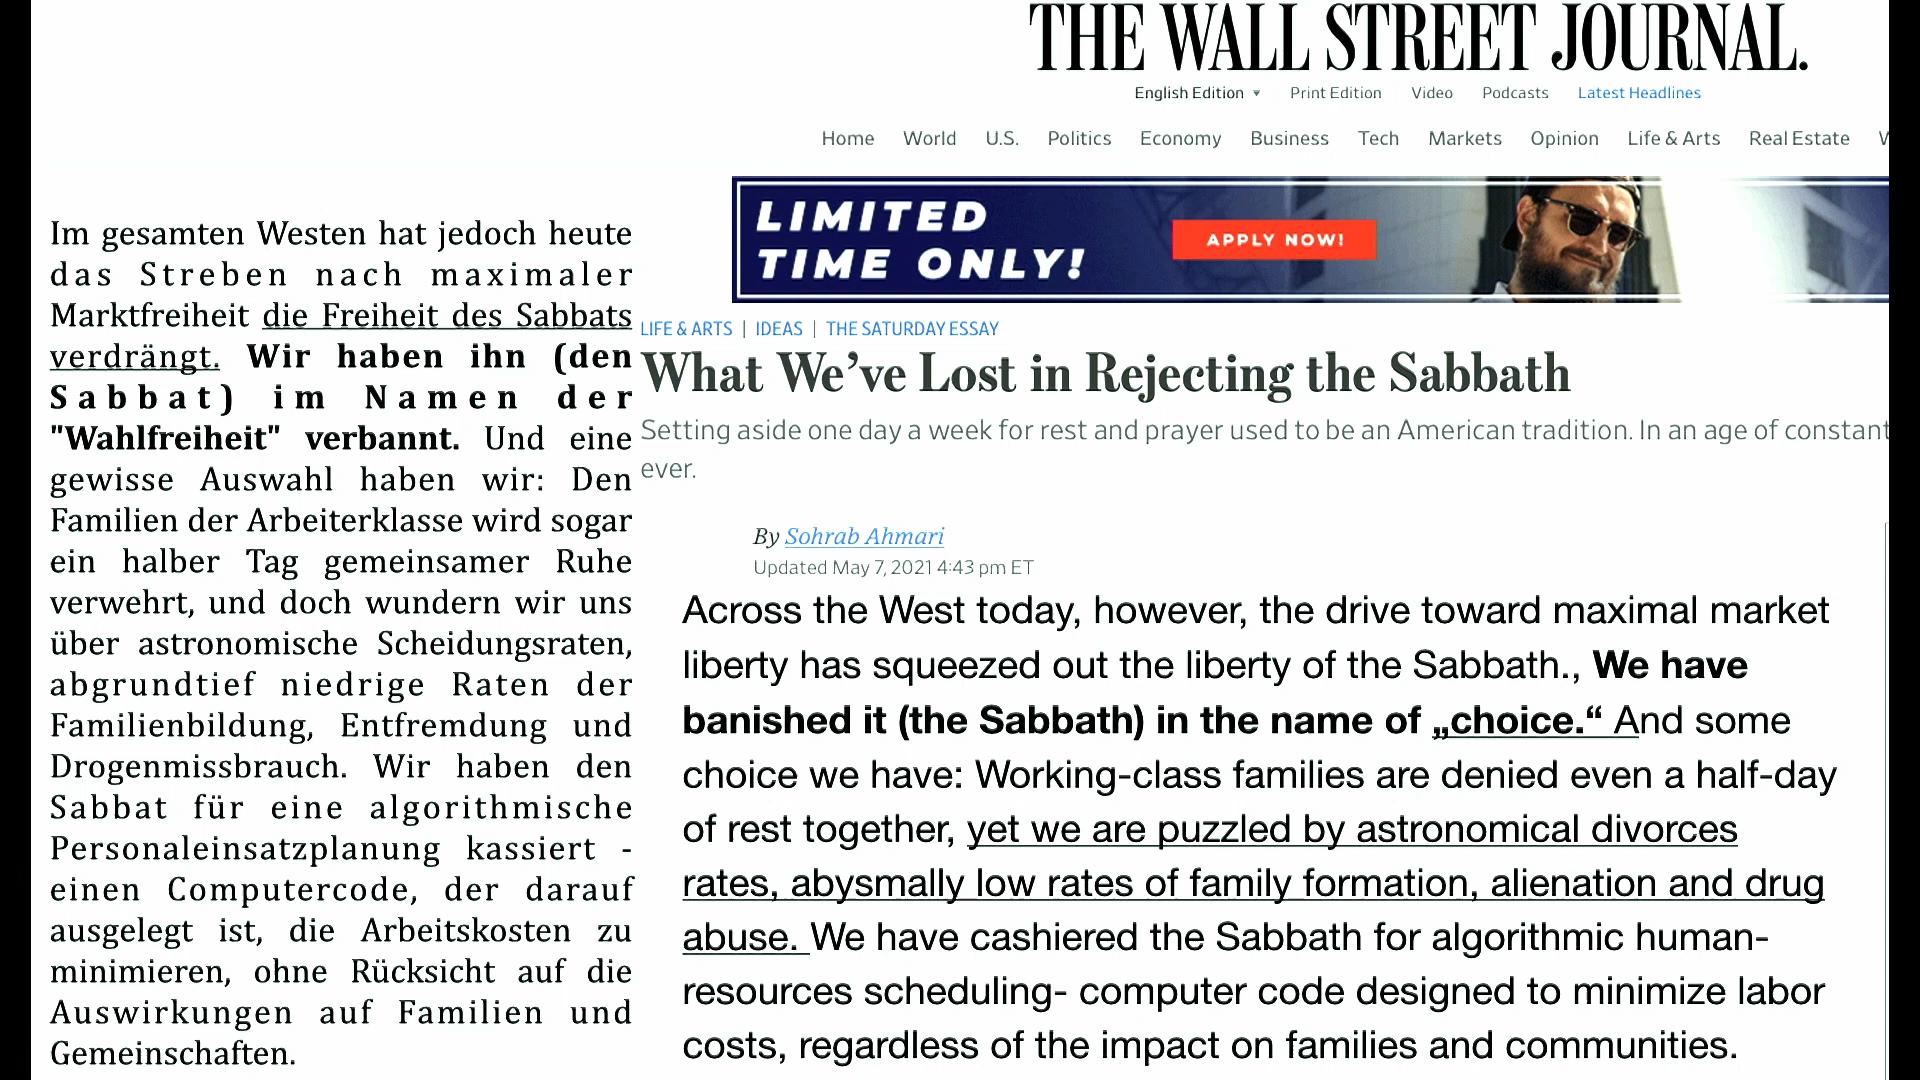 THE WALL STREET JOURNAL.
English Edition ▼ Print Edition Video Podcasts Latest Headlines
Home World U.S. Politics Economy Business Tech Markets Opinion Life & Arts Real Estate
LIMITED
TIME ONLY!
APPLY NOW!
Im gesamten Westen hat jedoch heute
das Streben nach maximaler
Marktfreiheit die Freiheit des Sabbats
verdrängt. Wir haben ihn (den
Sabbat) im Namen der
"Wahlfreiheit" verbannt. Und eine
gewisse Auswahl haben wir: Den
Familien der Arbeiterklasse wird sogar
ein halber Tag gemeinsamer Ruhe
verwehrt, und doch wundern wir uns
über astronomische Scheidungsraten,
abgrundtief niedrige Raten der
Familienbildung, Entfremdung und
Drogenmissbrauch. Wir haben den
Sabbat für eine algorithmische
Personaleinsatzplanung kassiert -
einen Computercode, der darauf
ausgelegt ist, die Arbeitskosten zu
minimieren, ohne Rücksicht auf die
Auswirkungen auf Familien und
Gemeinschaften.
LIFE & ARTS | IDEAS | THE SATURDAY ESSAY
What We’ve Lost in Rejecting the Sabbath
Setting aside one day a week for rest and prayer used to be an American tradition. In an age of constant
ever.
By Sohrab Ahmari
Updated May 7, 2021 4:43 pm ET
Across the West today, however, the drive toward maximal market
liberty has squeezed out the liberty of the Sabbath., We have
banished it (the Sabbath) in the name of „choice.“ And some
choice we have: Working-class families are denied even a half-day
of rest together, yet we are puzzled by astronomical divorces
rates, abysmally low rates of family formation, alienation and drug
abuse. We have cashiered the Sabbath for algorithmic human-
resources scheduling- computer code designed to minimize labor
costs, regardless of the impact on families and communities.